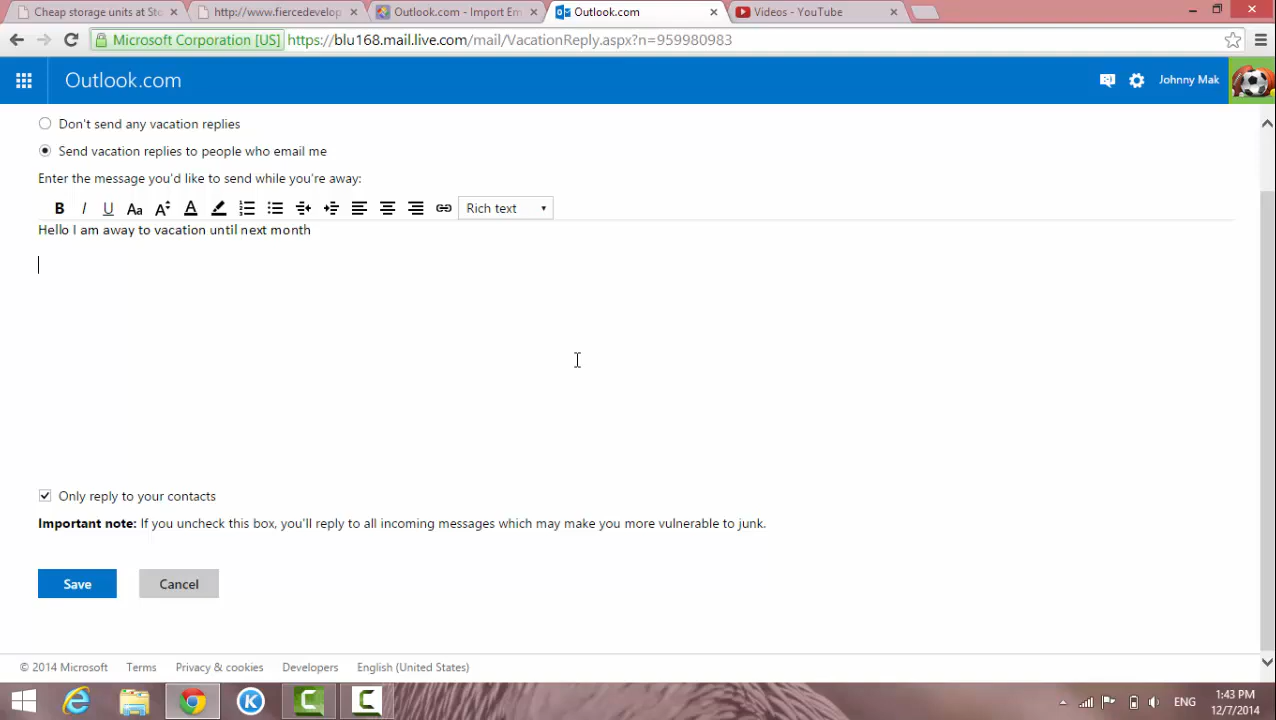 Cheap storage units at Sto
http://www.fiercedevelop
Outlook.com - Import Em
Outlook.com
Videos - YouTube
Microsoft Corporation [US] https://blu168.mail.live.com/mail/VacationReply.aspx?n=959980983
Outlook.com
Johnny Mak
Don't send any vacation replies
Send vacation replies to people who email me
Enter the message you'd like to send while you're away:
B I U Aa A A Rich text
Hello I am away to vacation until next month
Only reply to your contacts
Important note: If you uncheck this box, you'll reply to all incoming messages which may make you more vulnerable to junk.
Save Cancel
© 2014 Microsoft Terms Privacy & cookies Developers English (United States)
ENG
1:43 PM
12/7/2014